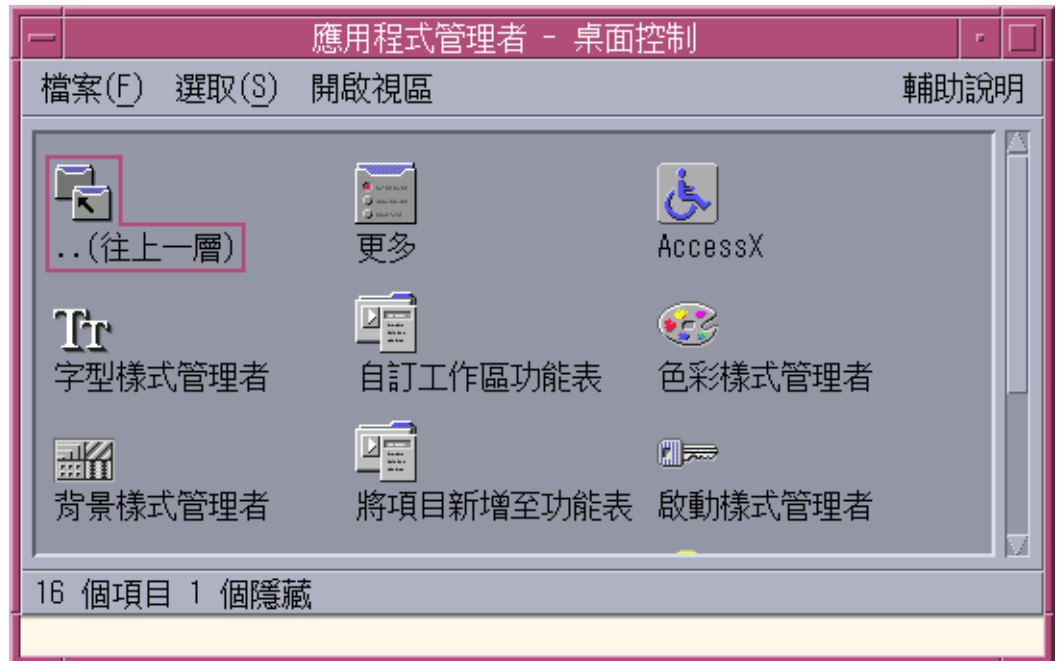 應用程式管理者 - 桌面控制
檔案(F) 選取(S) 開啟視區 輔助說明
..(往上一層) 更多 AccessX
字型樣式管理者 自訂工作區功能表 色彩樣式管理者
背景樣式管理者 將項目新增至功能表 啟動樣式管理者
16 個項目 1 個隱藏